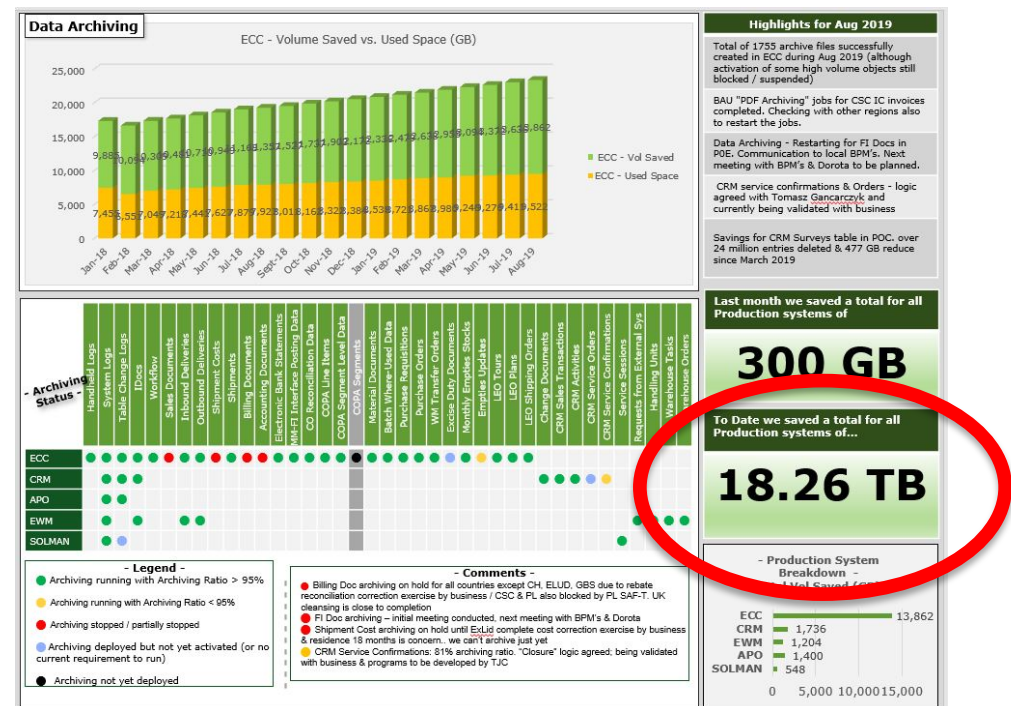 Data Archiving
ECC - Volume Saved vs. Used Space (GB)
25,000
20,000
15,000
10,000
5,000
0
ECC - Vol Saved
ECC - Used Space
Jan-18
Feb-18
Mar-18
Apr-18
May-18
Jun-18
Jul-18
Aug-18
Sept-18
Oct-18
Nov-18
Dec-18
Jan-19
Feb-19
Mar-19
Apr-19
May-19
Jun-19
Jul-19
Aug-19
Highlights for Aug 2019
Total of 1755 archive files successfully
created in ECC during Aug 2019 (although
activation of some high volume objects still
blocked / suspended)
BAU "PDF Archiving" jobs for CSC IC invoices
completed. Checking with other regions also
to restart the jobs.
Data Archiving - Restarting for FI Docs in
P0E. Communication to local BPM's. Next
meeting with BPM's & Dorota to be planned.
CRM service confirmations & Orders - logic
agreed with Tomasz Gancarczyk and
currently being validated with business
Savings for CRM Surveys table in POC. over
24 million entries deleted & 477 GB reduce
since March 2019
Last month we saved a total for all
Production systems of
300 GB
To Date we saved a total for all
Production systems of...
18.26 TB
- Archiving
Status -
Handheld Logs
System Logs
Table Change Logs
IDocs
Workflow
Sales Documents
Inbound Deliveries
Outbound Deliveries
Shipment Costs
Shipments
Billing Documents
Accounting Documents
Electronic Bank Statements
MM-FI Interface Posting Data
CO Reconciliation Data
COPA Line Items
COPA Segment Level Data
COPA Segments
Material Documents
Batch Where-Used Data
Purchase Requisitions
Purchase Orders
WM Transfer Orders
Excise Duty Documents
Monthly Empties Stocks
Empties Updates
LEO Tours
LEO Plans
LEO Shipping Orders
Change Documents
CRM Sales Transactions
CRM Activities
CRM Service Orders
CRM Service Confirmations
Service Sessions
Requests from External Sys
Handling Units
Warehouse Tasks
Warehouse Orders
ECC
CRM
APO
EWM
SOLMAN
- Legend -
Archiving running with Archiving Ratio > 95%
Archiving running with Archiving Ratio < 95%
Archiving stopped / partially stopped
Archiving deployed but not yet activated (or no
current requirement to run)
Archiving not yet deployed
- Comments -
Billing Doc archiving on hold for all countries except CH, ELUD, GBS due to rebate
reconciliation correction exercise by business / CSC & PL also blocked by PL SAF-T. UK
cleansing is close to completion
FI Doc archiving – initial meeting conducted, next meeting with BPM's & Dorota
Shipment Cost archiving on hold until ExLid complete cost correction exercise by business
& residence 18 months is concern.. we can't archive just yet
CRM Service Confirmations: 81% archiving ratio. "Closure" logic agreed; being validated
with business & programs to be developed by TJC
- Production System
Breakdown -
Vol Saved
ECC 13,862
CRM 1,736
EWM 1,204
APO 1,400
SOLMAN 548
0 5,000 10,000 15,000